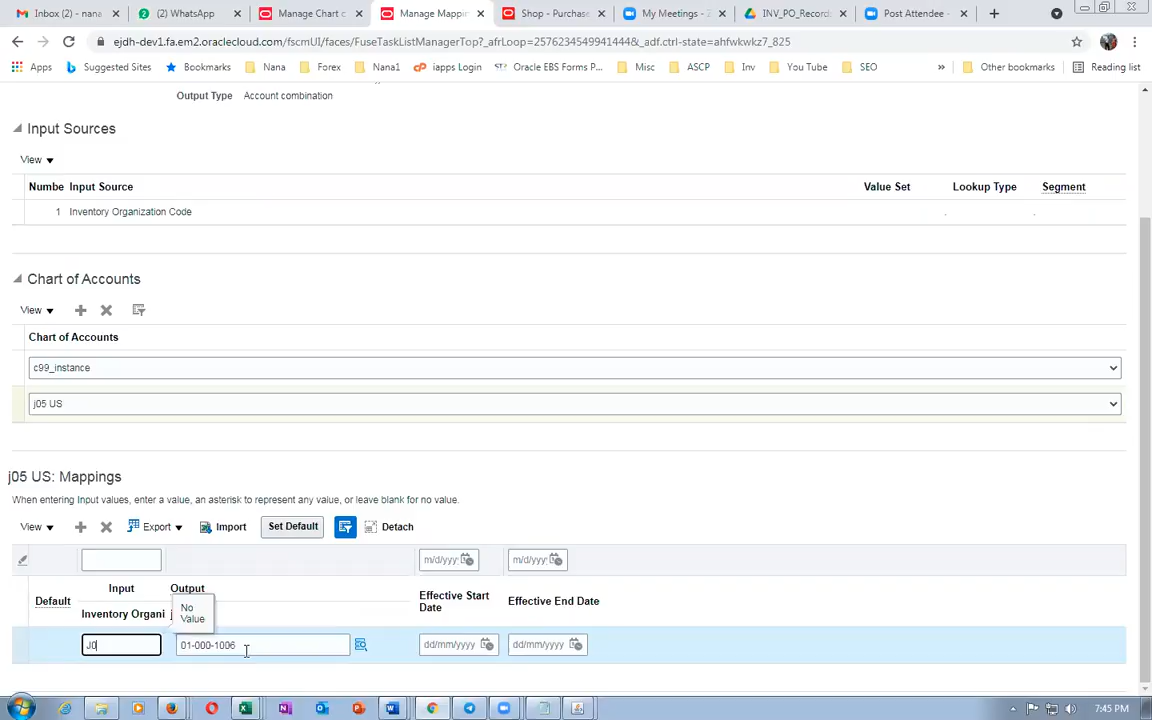 Inbox (2) - nana
(2) WhatsApp
Manage Chart c
Manage Mappin
Shop - Purchase
My Meetings - Z
INV_PO_Record
Post Attendee -
ejdh-dev1.fa.em2.oraclecloud.com/fscmUI/faces/FuseTaskListManagerTop?_afrLoop=2576234549941444&_adf.ctrl-state=ahfwkwkz7_825
Apps Suggested Sites Bookmarks Nana Forex Nana1 iapps Login Oracle EBS Forms P... Misc ASCP Inv You Tube SEO » Other bookmarks Reading list
Output Type Account combination
Input Sources
View
Numbe Input Source Value Set Lookup Type Segment
1 Inventory Organization Code
Chart of Accounts
View
Chart of Accounts
c99_instance
j05 US
j05 US: Mappings
When entering Input values, enter a value, an asterisk to represent any value, or leave blank for no value.
View Export Import Set Default Detach
m/d/yyy m/d/yyy
Default Input Output Effective Start Date Effective End Date
Inventory Organi
No
Value
J0 01-000-1006 dd/mm/yyyy dd/mm/yyyy
7:45 PM